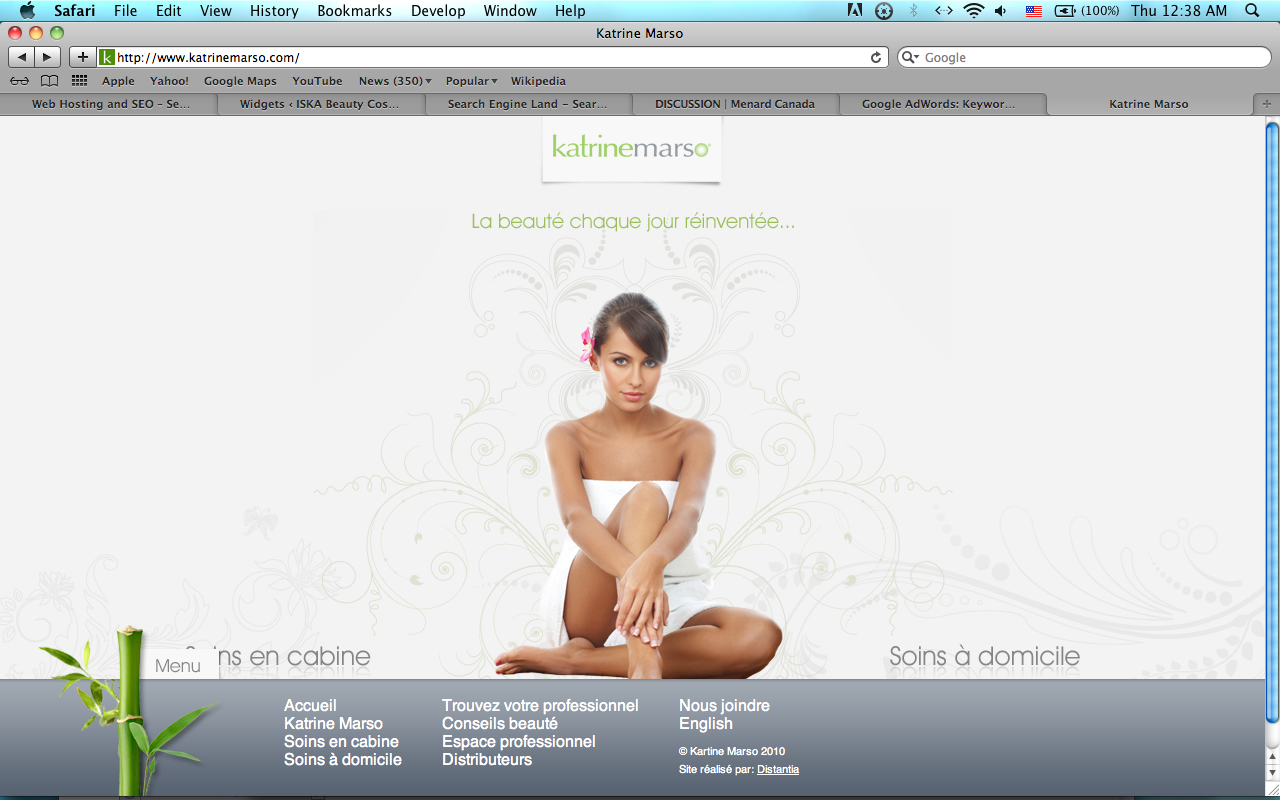 Safari File Edit View History Bookmarks Develop Window Help (100%) Thu 12:38 AM
Katrine Marso
k http://www.katrinemarso.com/ Google
Apple Yahoo! Google Maps YouTube News (350) Popular Wikipedia
Web Hosting and SEO – Se... Widgets ‹ ISKA Beauty Cos... Search Engine Land – Sear... DISCUSSION | Menard Canada Google AdWords: Keywor... Katrine Marso
katrinemarso
La beauté chaque jour réinventée...
Menu
ns en cabine
Soins à domicile
Accueil
Katrine Marso
Soins en cabine
Soins à domicile
Trouvez votre professionnel
Conseils beauté
Espace professionnel
Distributeurs
Nous joindre
English
© Kartine Marso 2010
Site réalisé par: Distantia